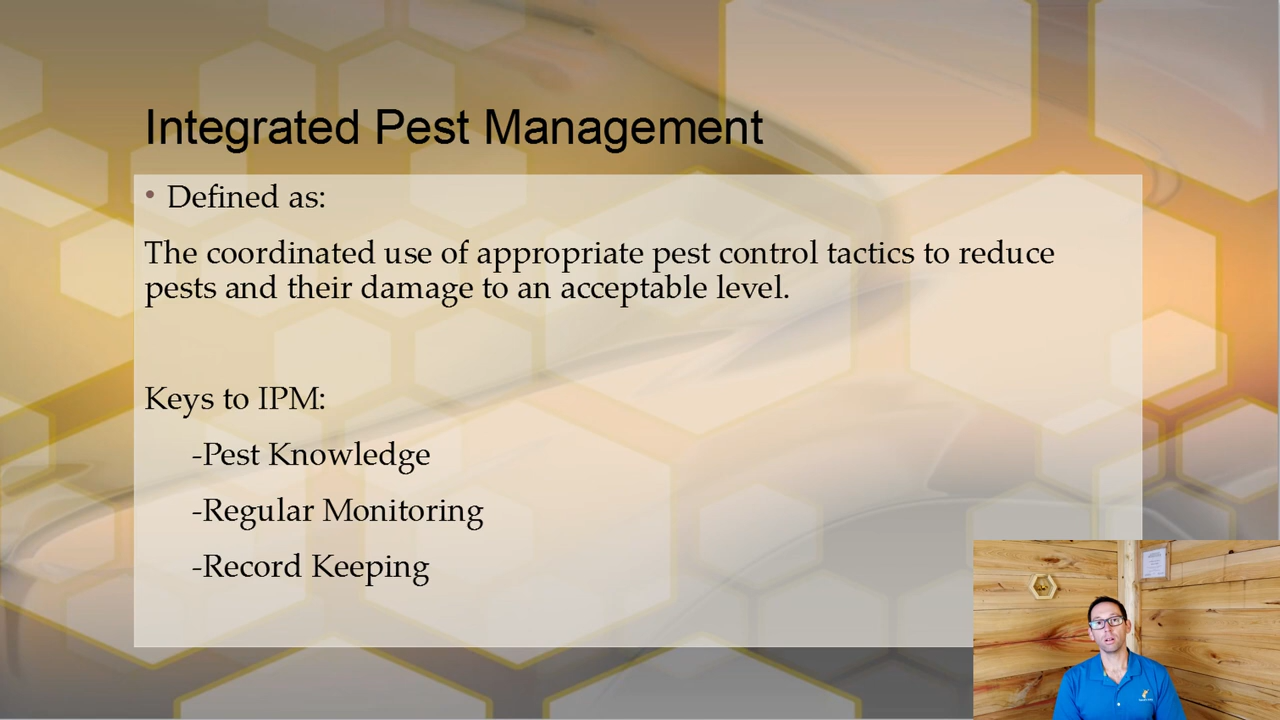 Integrated Pest Management
• Defined as:
The coordinated use of appropriate pest control tactics to reduce
pests and their damage to an acceptable level.
Keys to IPM:
-Pest Knowledge
-Regular Monitoring
-Record Keeping